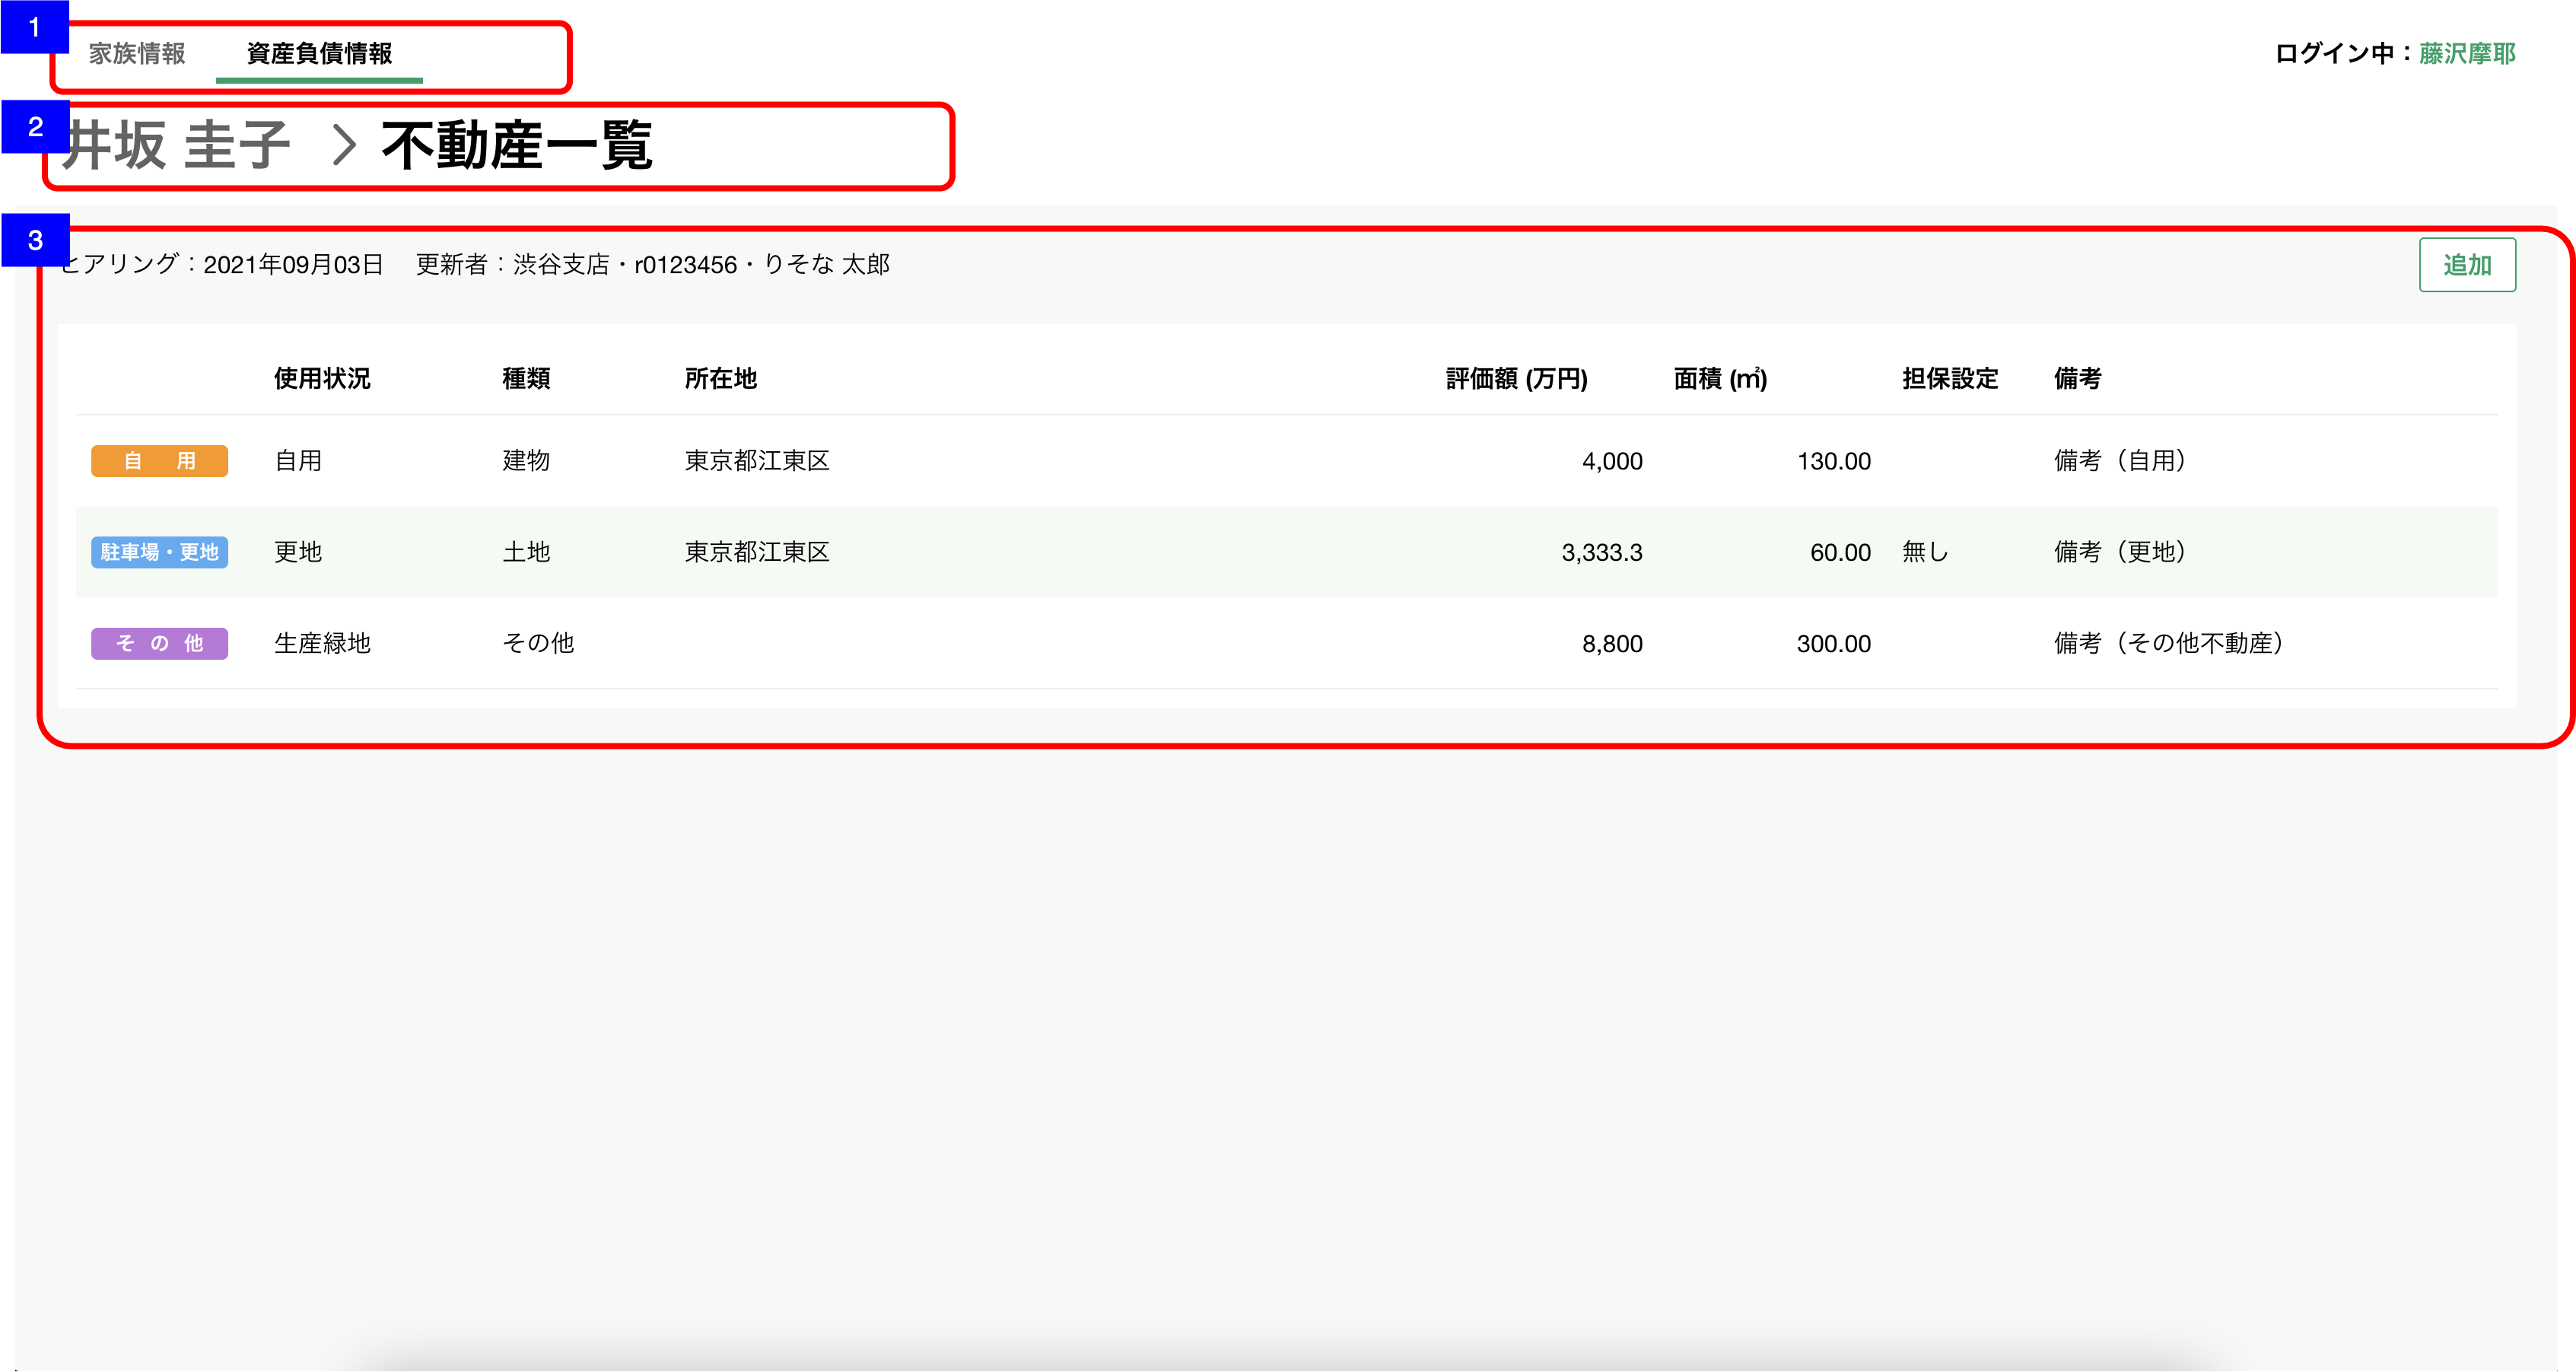 1
家族情報 資産負債情報 ログイン中：藤沢摩耶
2
井坂 圭子 > 不動産一覧
3
ヒアリング：2021年09月03日 更新者：渋谷支店・r0123456・りそな 太郎 追加
使用状況 種類 所在地 評価額 (万円) 面積 (㎡) 担保設定 備考
自用 自用 建物 東京都江東区 4,000 130.00 備考（自用）
駐車場・更地 更地 土地 東京都江東区 3,333.3 60.00 無し 備考（更地）
その他 生産緑地 その他 8,800 300.00 備考（その他不動産）